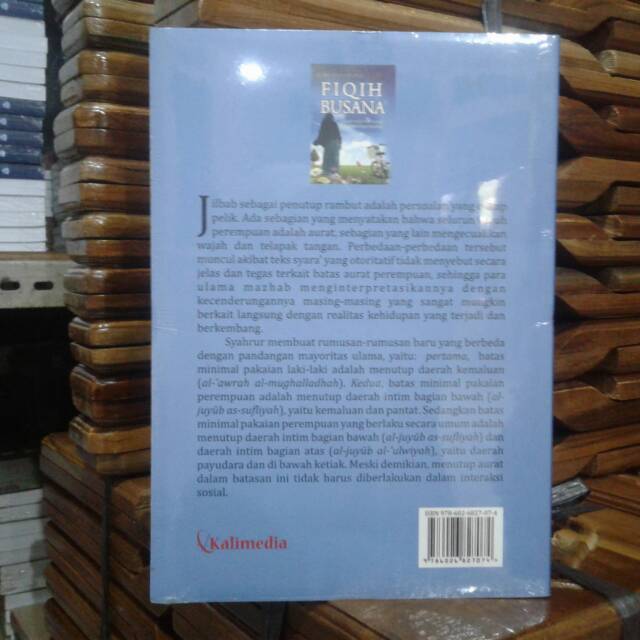 FIQIH
BUSANA
Jilbab sebagai penutup rambut adalah persoalan yang
pelik. Ada sebagian yang menyatakan bahwa seluruh
perempuan adalah aurat, sebagian yang lain mengecualikan
wajah dan telapak tangan. Perbedaan-perbedaan tersebut
muncul akibat teks syara' yang otoritatif tidak menyebut secara
jelas dan tegas terkait batas aurat perempuan, sehingga para
ulama mazhab menginterpretasikannya dengan
kecenderungannya masing-masing yang sangat mungkin
berkait langsung dengan realitas kehidupan yang terjadi dan
berkembang.
Syahrur membuat rumusan-rumusan baru yang berbeda
dengan pandangan mayoritas ulama, yaitu: pertama, batas
minimal pakaian laki-laki adalah menutup daerah kemaluan
(al-'awrah al-mughalladhah). Kedua, batas minimal pakaian
perempuan adalah menutup daerah intim bagian bawah (al-
juyūb as-sufliyah), yaitu kemaluan dan pantat. Sedangkan batas
minimal pakaian perempuan yang berlaku secara umum adalah
menutup daerah intim bagian bawah (al-juyūb as-sufliyah) dan
daerah intim bagian atas (al-juyūb al-'ulwiyah), yaitu daerah
payudara dan di bawah ketiak. Meski demikian, menutup aurat
dalam batasan ini tidak harus diberlakukan dalam interaksi
sosial.
Kalimedia